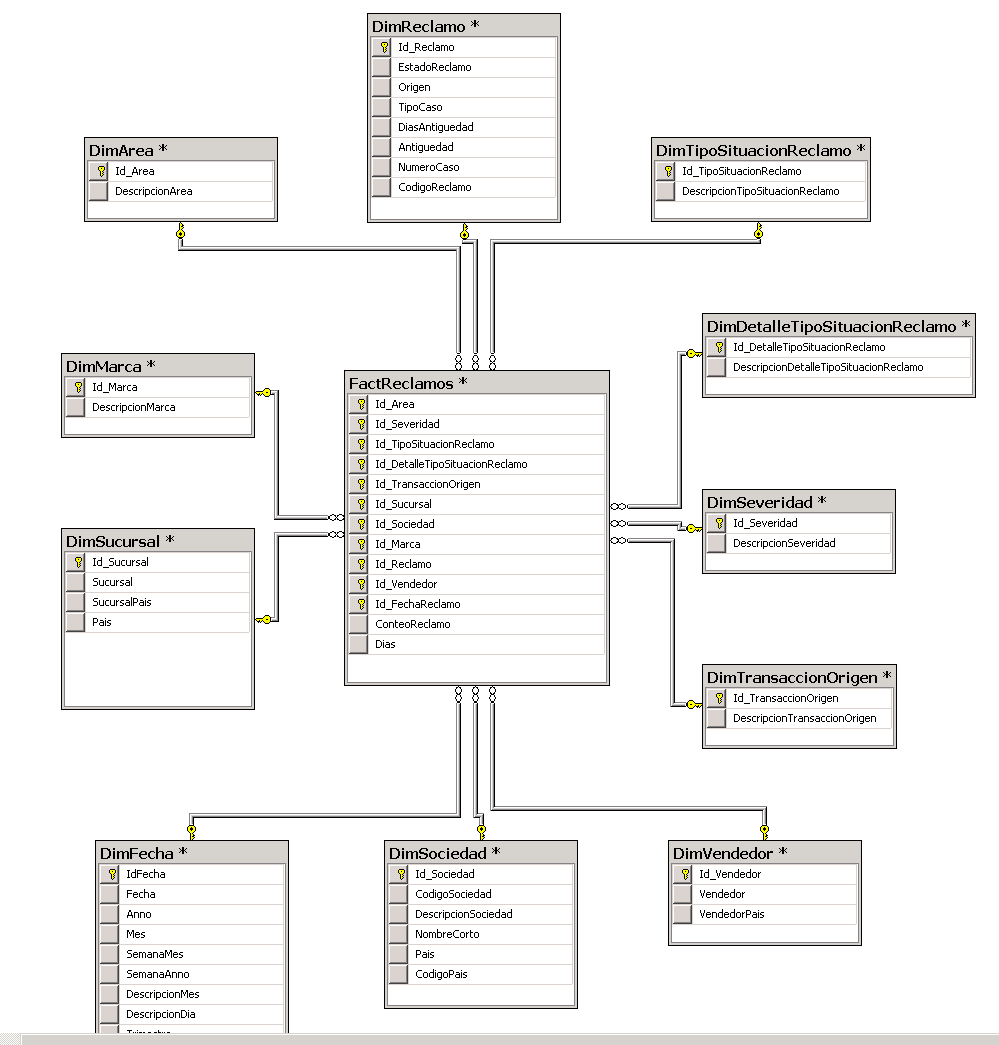 DimReclamo *
Id_Reclamo
EstadoReclamo
Origen
TipoCaso
DiasAntiguedad
Antiguedad
NumeroCaso
CodigoReclamo
DimArea *
Id_Area
DescripcionArea
DimTipoSituacionReclamo *
Id_TipoSituacionReclamo
DescripcionTipoSituacionReclamo
DimDetalleTipoSituacionReclamo *
Id_DetalleTipoSituacionReclamo
DescripcionDetalleTipoSituacionReclamo
DimMarca *
Id_Marca
DescripcionMarca
FactReclamos *
Id_Area
Id_Severidad
Id_TipoSituacionReclamo
Id_DetalleTipoSituacionReclamo
Id_TransaccionOrigen
Id_Sucursal
Id_Sociedad
Id_Marca
Id_Reclamo
Id_Vendedor
Id_FechaReclamo
ConteoReclamo
Dias
DimSeveridad *
Id_Severidad
DescripcionSeveridad
DimSucursal *
Id_Sucursal
Sucursal
SucursalPais
Pais
DimTransaccionOrigen *
Id_TransaccionOrigen
DescripcionTransaccionOrigen
DimFecha *
IdFecha
Fecha
Anno
Mes
SemanaMes
SemanaAnno
DescripcionMes
DescripcionDia
DimSociedad *
Id_Sociedad
CodigoSociedad
DescripcionSociedad
NombreCorto
Pais
CodigoPais
DimVendedor *
Id_Vendedor
Vendedor
VendedorPais